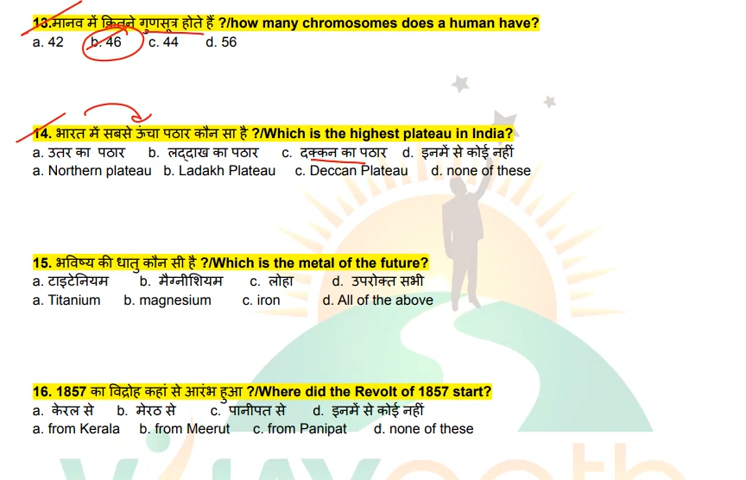 13.मानव में कितने गुणसूत्र होते हैं ?/how many chromosomes does a human have?
a. 42 b. 46 c. 44 d. 56
14. भारत में सबसे ऊंचा पठार कौन सा है ?/Which is the highest plateau in India?
a. उतर का पठार b. लद्दाख का पठार c. दक्कन का पठार d. इनमें से कोई नहीं
a. Northern plateau b. Ladakh Plateau c. Deccan Plateau d. none of these
15. भविष्य की धातु कौन सी है ?/Which is the metal of the future?
a. टाइटेनियम b. मैग्नीशियम c. लोहा d. उपरोक्त सभी
a. Titanium b. magnesium c. iron d. All of the above
16. 1857 का विद्रोह कहां से आरंभ हुआ ?/Where did the Revolt of 1857 start?
a. केरल से b. मेरठ से c. पानीपत से d. इनमें से कोई नहीं
a. from Kerala b. from Meerut c. from Panipat d. none of these